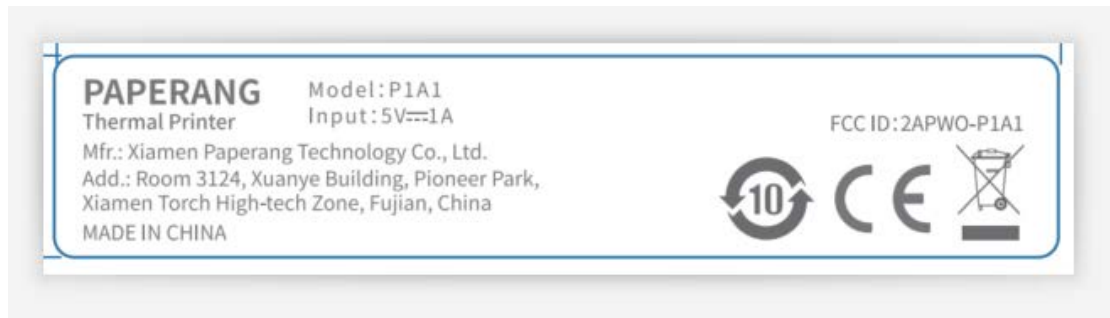 PAPERANG
Thermal Printer
Model:P1A1
Input:5V⎓1A
Mfr.: Xiamen Paperang Technology Co., Ltd.
Add.: Room 3124, Xuanye Building, Pioneer Park,
Xiamen Torch High-tech Zone, Fujian, China
MADE IN CHINA
FCC ID:2APWO-P1A1
10
CE